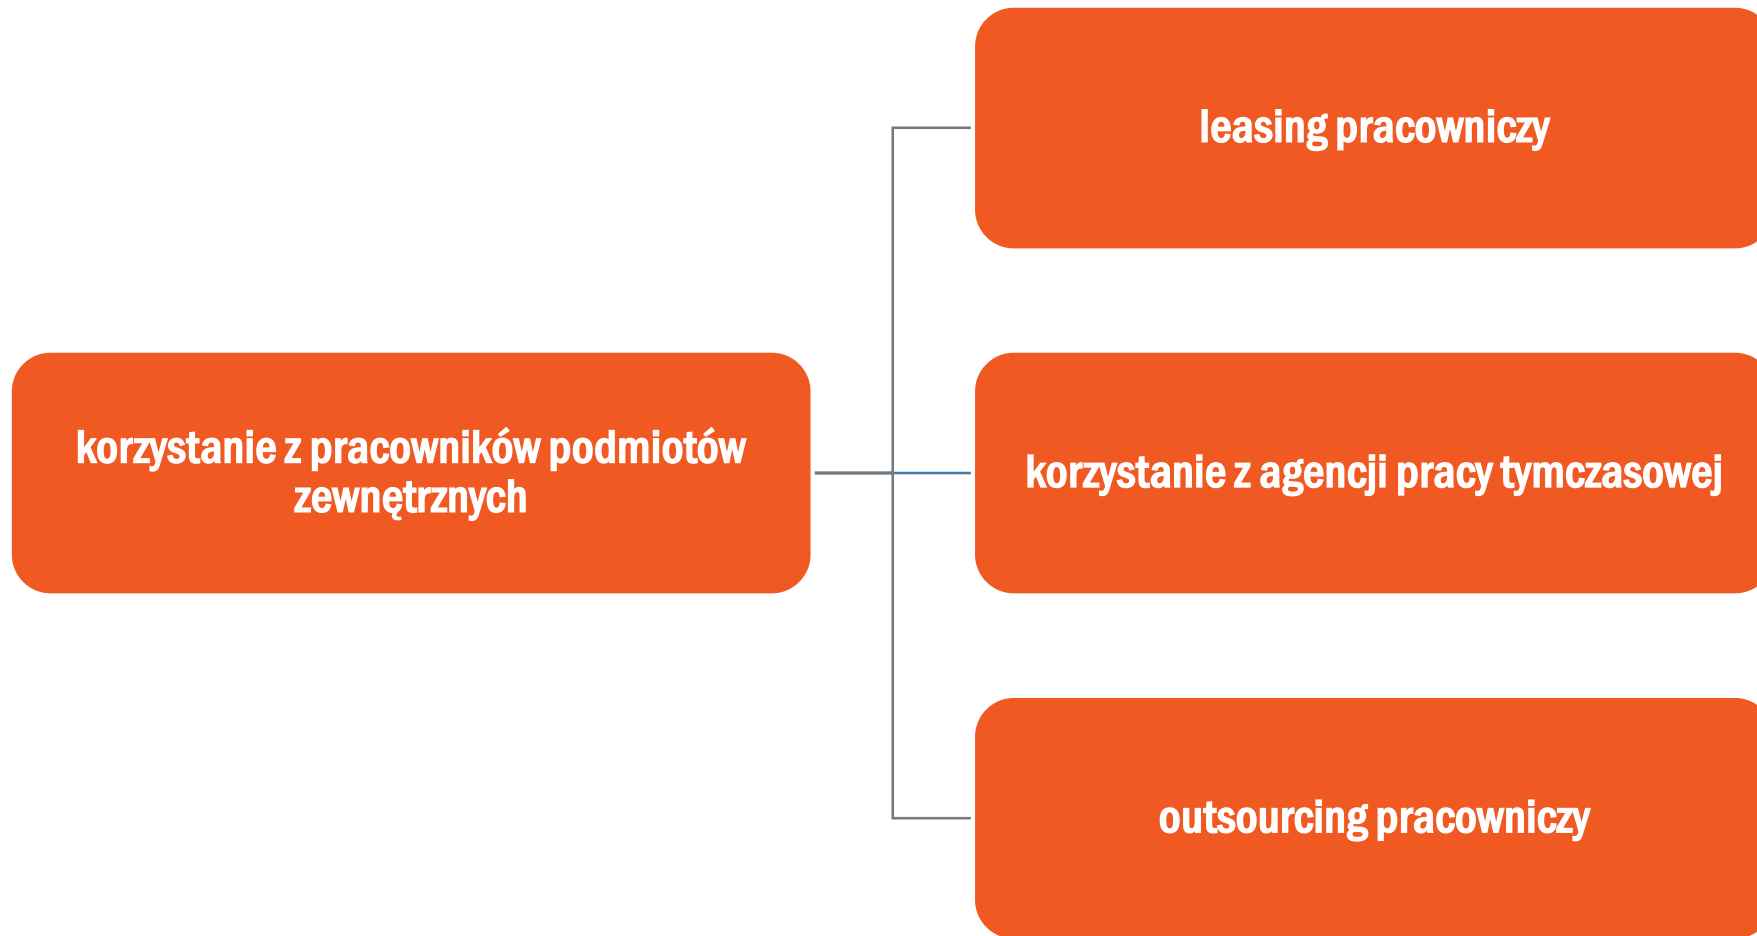 leasing pracowniczy
korzystanie z pracowników podmiotów
zewnętrznych
korzystanie z agencji pracy tymczasowej
outsourcing pracowniczy